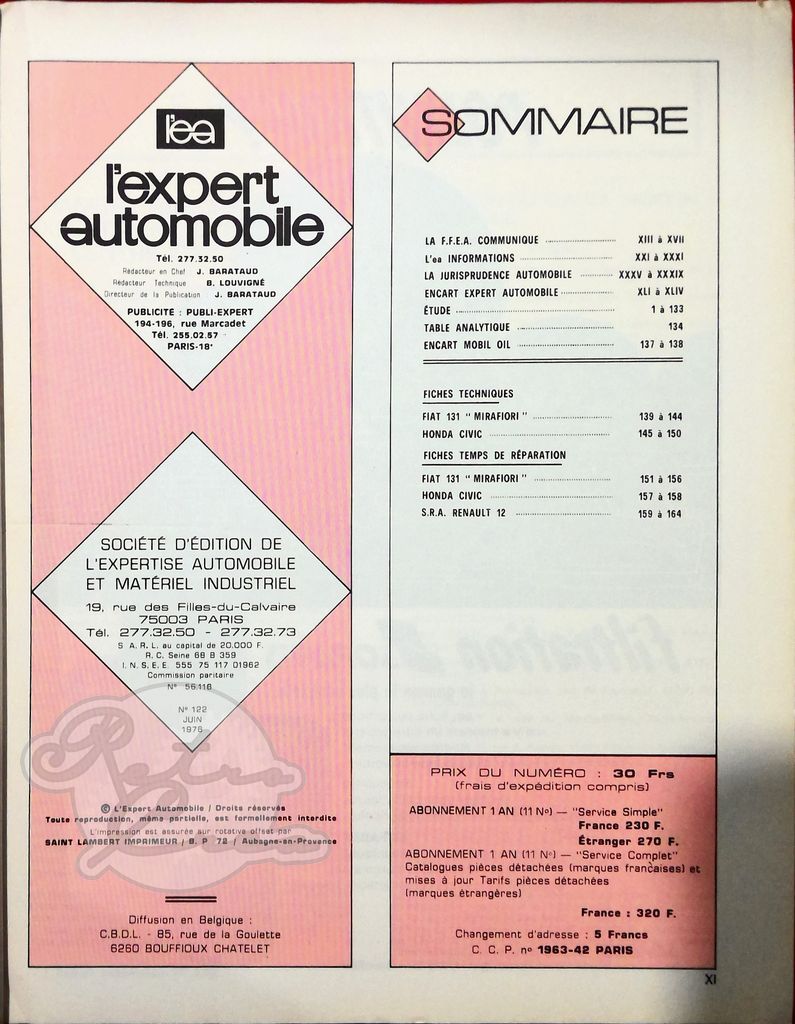 l'ea
l'expert
automobile
Tél. 277.32.50
Rédacteur en Chef J. BARATAUD
Rédacteur Technique B. LOUVIGNÉ
Directeur de la Publication J. BARATAUD
PUBLICITÉ : PUBLI-EXPERT
194-196, rue Marcadet
Tél. 255.02.57
PARIS-18e
SOCIÉTÉ D'ÉDITION DE
L'EXPERTISE AUTOMOBILE
ET MATÉRIEL INDUSTRIEL
19, rue des Filles-du-Calvaire
75003 PARIS
Tél. 277.32.50 - 277.32.73
S.A.R.L. au capital de 20.000 F.
R.C. Seine 68 B 359
I.N.S.E.E. 555 75 117 01962
Commission paritaire
N° 56.116
N° 122
JUIN
1976
Retro
© L'Expert Automobile / Droits réservés
Toute reproduction, même partielle, est formellement interdite
L'impression est assurée sur rotative offset par
SAINT LAMBERT IMPRIMEUR / B. P. 72 / Aubagne-en-Provence
Diffusion en Belgique :
C.B.D.L. - 85, rue de la Goulette
6260 BOUFFIOUX CHATELET
SOMMAIRE
LA F.F.E.A. COMMUNIQUE XIII à XVII
L'ea INFORMATIONS XXI à XXXI
LA JURISPRUDENCE AUTOMOBILE XXXV à XXXIX
ENCART EXPERT AUTOMOBILE XLI à XLIV
ÉTUDE 1 à 133
TABLE ANALYTIQUE 134
ENCART MOBIL OIL 137 à 138
FICHES TECHNIQUES
FIAT 131 " MIRAFIORI " 139 à 144
HONDA CIVIC 145 à 150
FICHES TEMPS DE RÉPARATION
FIAT 131 " MIRAFIORI " 151 à 156
HONDA CIVIC 157 à 158
S.R.A. RENAULT 12 159 à 164
PRIX DU NUMÉRO : 30 Frs
(frais d'expédition compris)
ABONNEMENT 1 AN (11 Nos) — "Service Simple"
France 230 F.
Étranger 270 F.
ABONNEMENT 1 AN (11 Nos) — "Service Complet"
Catalogues pièces détachées (marques françaises) et
mises à jour Tarifs pièces détachées
(marques étrangères)
France : 320 F.
Changement d'adresse : 5 Francs
C. C. P. no 1963-42 PARIS
XI